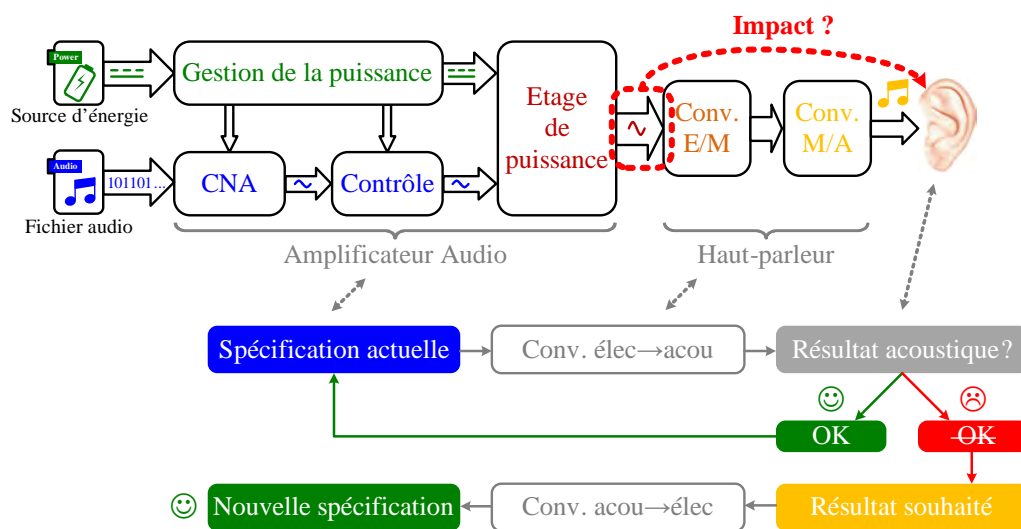 Impact ?
Power
Source d'énergie
Gestion de la puissance
Etage
de
puissance
Conv.
E/M
Conv.
M/A
Audio
101101 ...
Fichier audio
CNA
Contrôle
Amplificateur Audio
Haut-parleur
Spécification actuelle
Conv. élec→acou
Résultat acoustique ?
OK
OK
Nouvelle spécification
Conv. acou→élec
Résultat souhaité